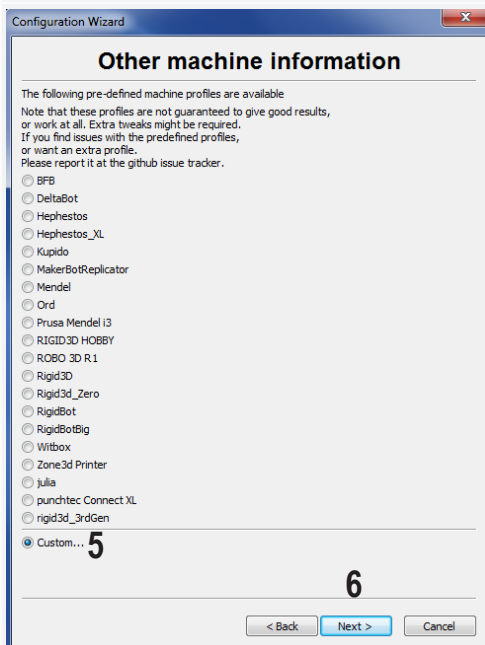 Configuration Wizard
Other machine information
The following pre-defined machine profiles are available
Note that these profiles are not guaranteed to give good results,
or work at all. Extra tweaks might be required.
If you find issues with the predefined profiles,
or want an extra profile.
Please report it at the github issue tracker.
BFB
DeltaBot
Hephestos
Hephestos_XL
Kupido
MakerBotReplicator
Mendel
Ord
Prusa Mendel i3
RIGID3D HOBBY
ROBO 3D R1
Rigid3D
Rigid3d_Zero
RigidBot
RigidBotBig
Witbox
Zone3d Printer
julia
punchtec Connect XL
rigid3d_3rdGen
Custom... 5
6
< Back Next > Cancel